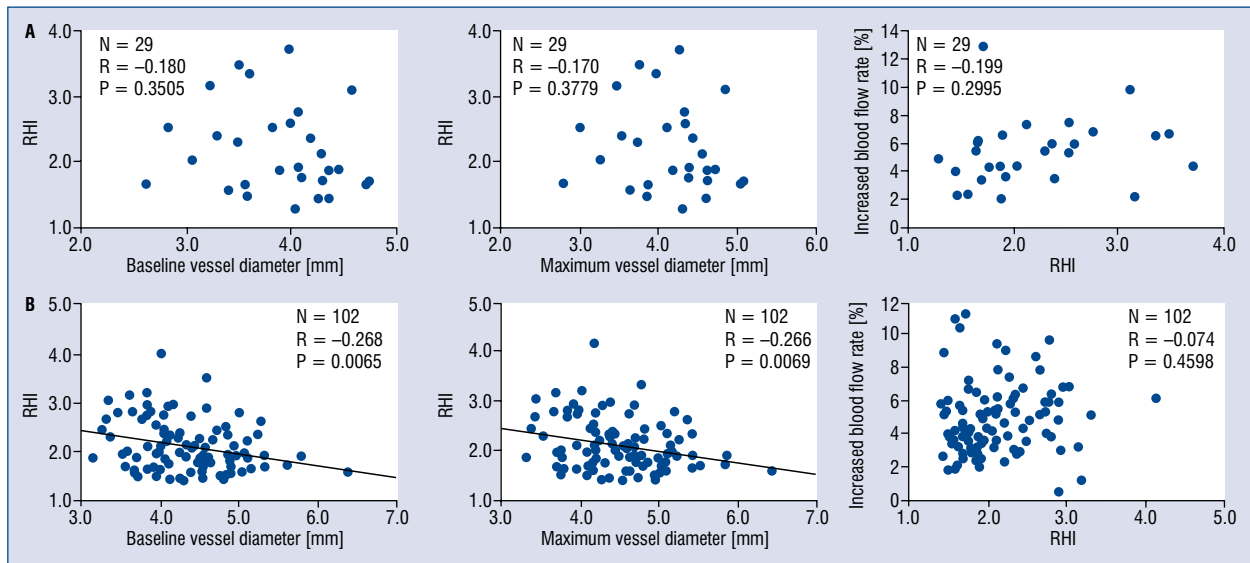 A
4.0
3.0
2.0
1.0
RHI
N = 29
R = –0.180
P = 0.3505
2.0 3.0 4.0 5.0
Baseline vessel diameter [mm]
4.0
3.0
2.0
1.0
RHI
N = 29
R = –0.170
P = 0.3779
2.0 3.0 4.0 5.0 6.0
Maximum vessel diameter [mm]
14
12
10
8
6
4
2
0
Increased blood flow rate [%]
N = 29
R = –0.199
P = 0.2995
1.0 2.0 3.0 4.0
RHI
B
5.0
4.0
3.0
2.0
1.0
RHI
N = 102
R = –0.268
P = 0.0065
3.0 4.0 5.0 6.0 7.0
Baseline vessel diameter [mm]
5.0
4.0
3.0
2.0
1.0
RHI
N = 102
R = –0.266
P = 0.0069
3.0 4.0 5.0 6.0 7.0
Maximum vessel diameter [mm]
12
10
8
6
4
2
0
Increased blood flow rate [%]
N = 102
R = –0.074
P = 0.4598
1.0 2.0 3.0 4.0 5.0
RHI